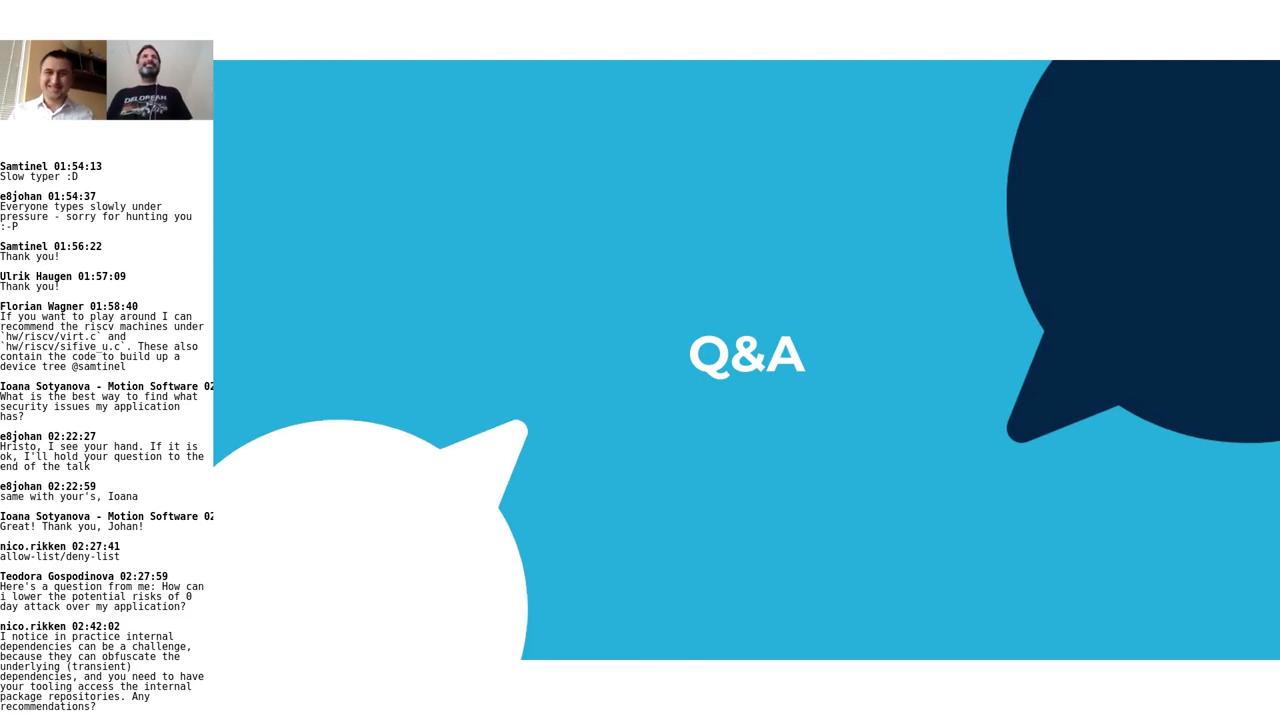 DELOREAN
Samtinel 01:54:13
Slow typer :D
e8johan 01:54:37
Everyone types slowly under
pressure - sorry for hunting you
:-P
Samtinel 01:56:22
Thank you!
Ulrik Haugen 01:57:09
Thank you!
Florian Wagner 01:58:40
If you want to play around I can
recommend the riscv machines under
`hw/riscv/virt.c` and
`hw/riscv/sifive_u.c`. These also
contain the code to build up a
device tree @samtinel
Ioana Sotyanova - Motion Software 02
What is the best way to find what
security issues my application
has?
e8johan 02:22:27
Hristo, I see your hand. If it is
ok, I'll hold your question to the
end of the talk
e8johan 02:22:59
same with your's, Ioana
Ioana Sotyanova - Motion Software 02
Great! Thank you, Johan!
nico.rikken 02:27:41
allow-list/deny-list
Teodora Gospodinova 02:27:59
Here's a question from me: How can
i lower the potential risks of 0
day attack over my application?
nico.rikken 02:42:02
I notice in practice internal
dependencies can be a challenge,
because they can obfuscate the
underlying (transient)
dependencies, and you need to have
your tooling access the internal
package repositories. Any
recommendations?
Q&A